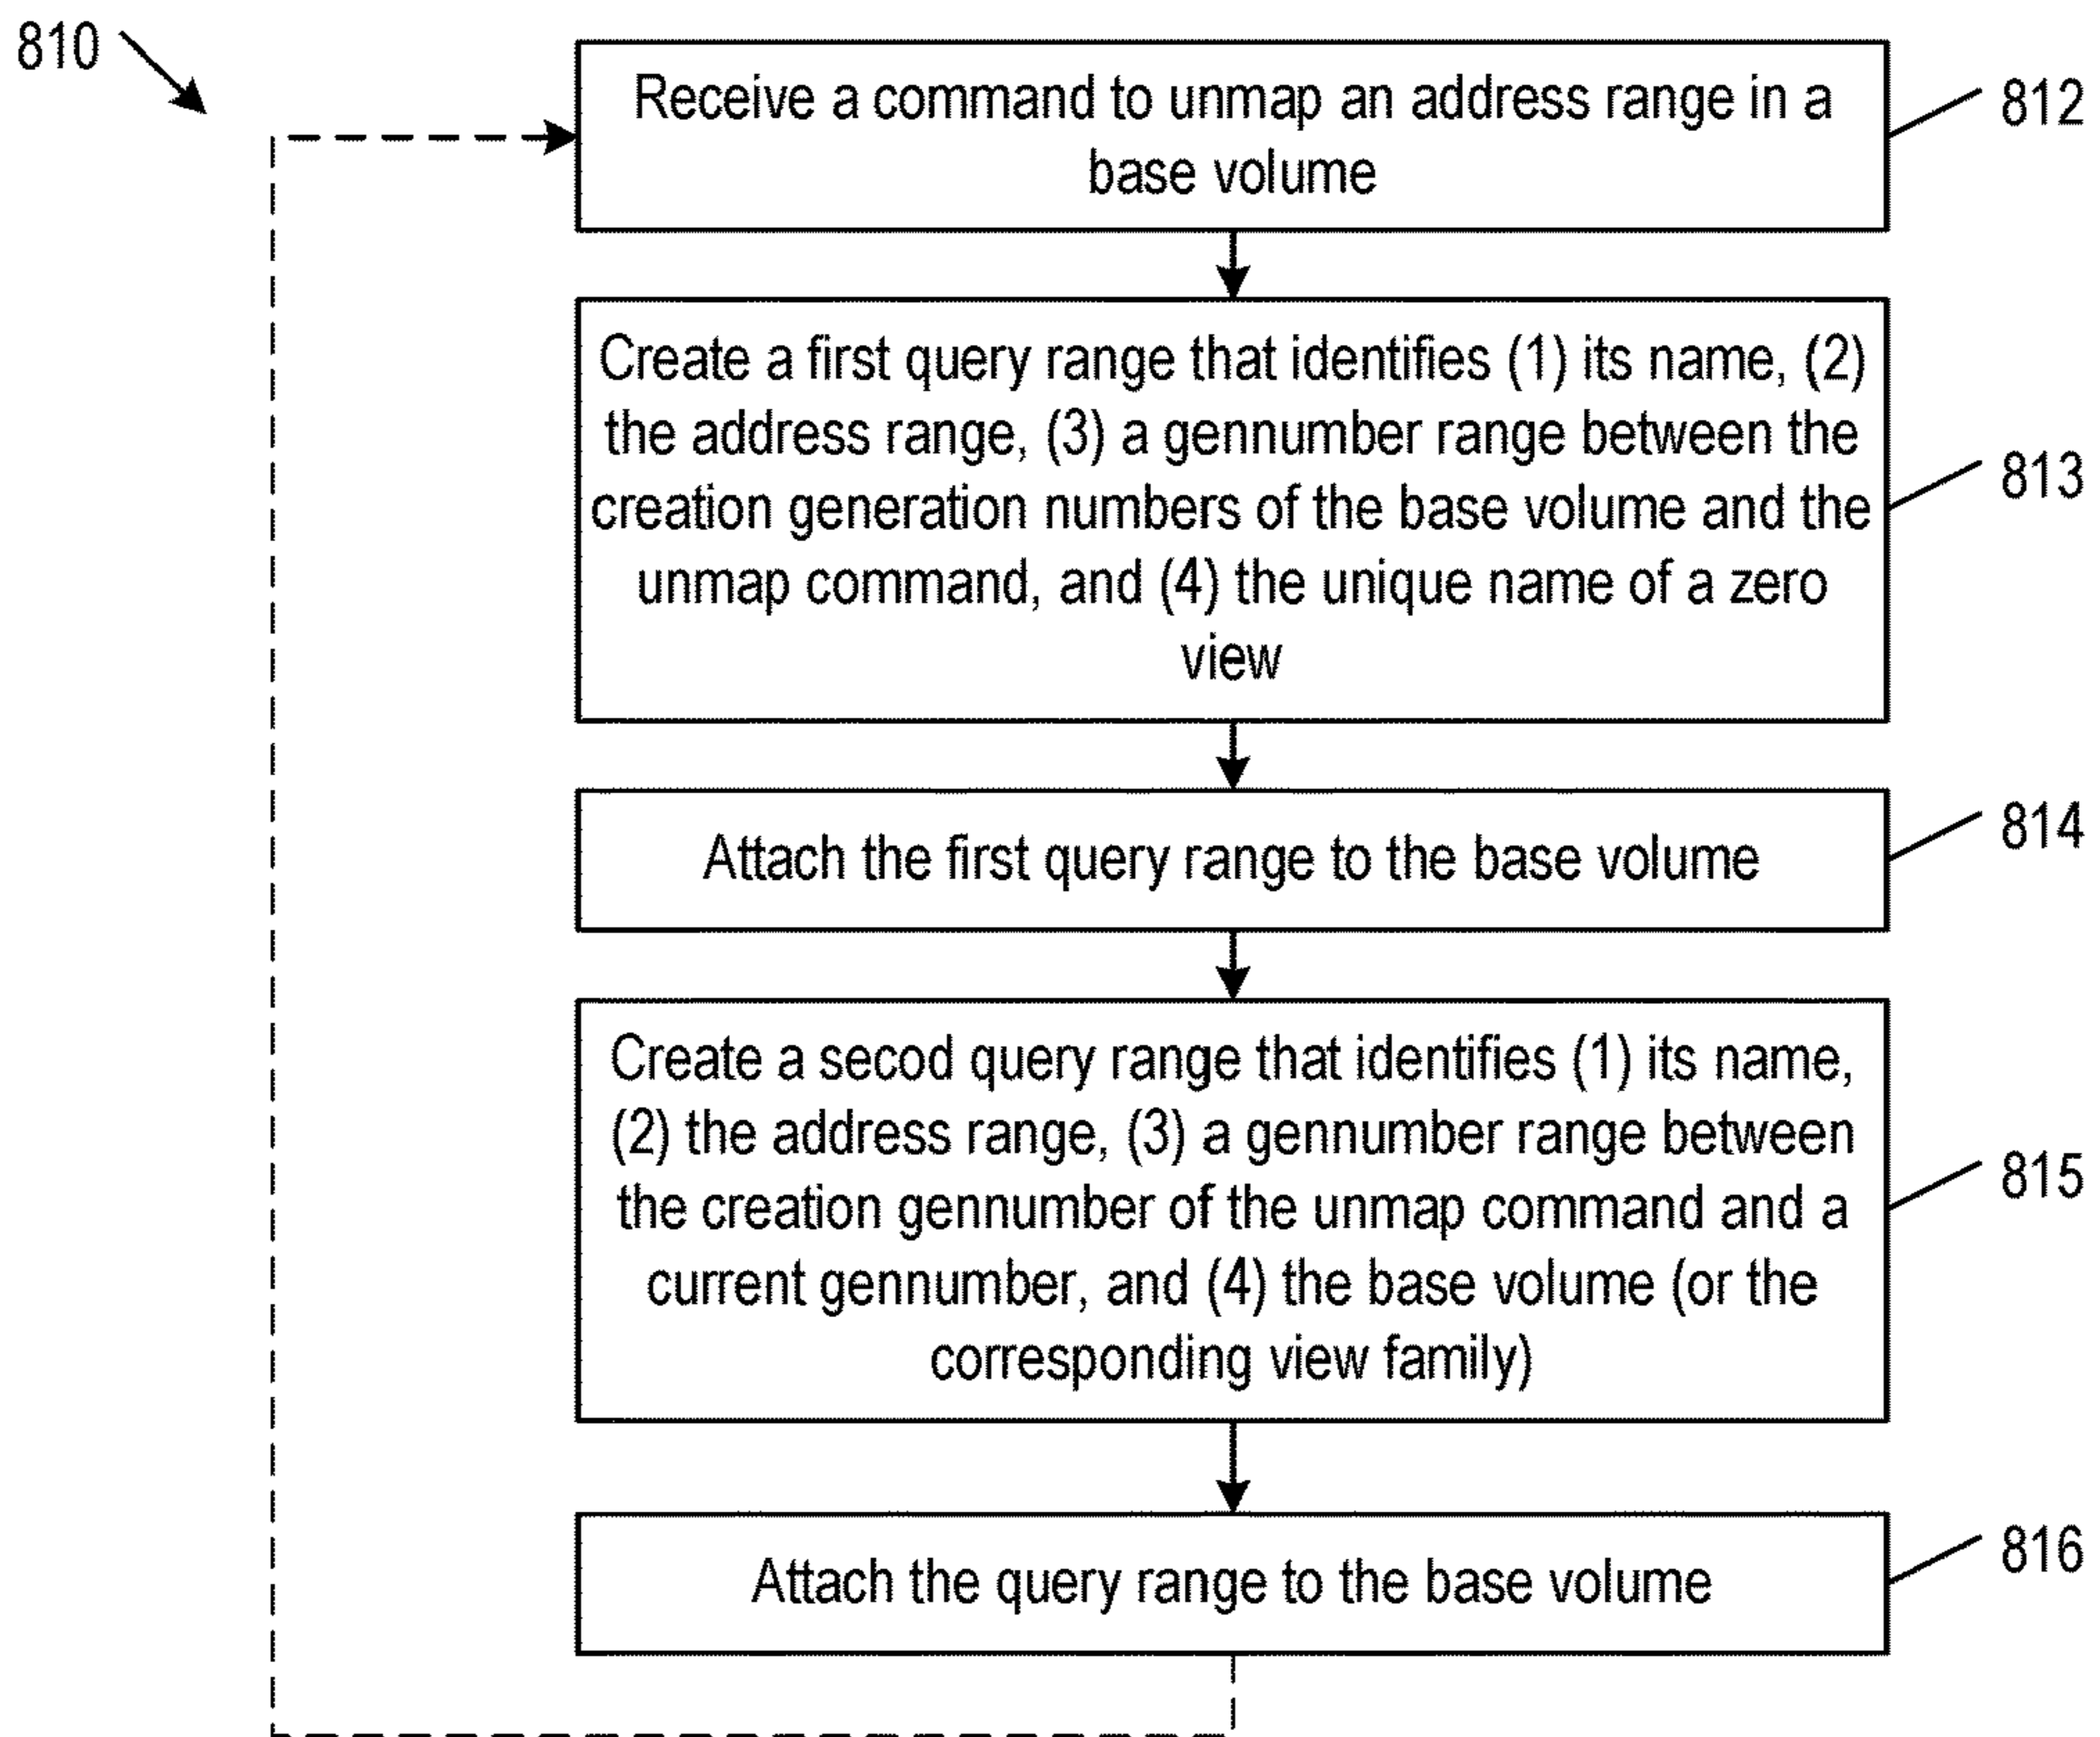 810
Receive a command to unmap an address range in a
base volume
812
Create a first query range that identifies (1) its name, (2)
the address range, (3) a gennumber range between the
creation generation numbers of the base volume and the
unmap command, and (4) the unique name of a zero
view
813
Attach the first query range to the base volume
814
Create a secod query range that identifies (1) its name,
(2) the address range, (3) a gennumber range between
the creation gennumber of the unmap command and a
current gennumber, and (4) the base volume (or the
corresponding view family)
815
Attach the query range to the base volume
816